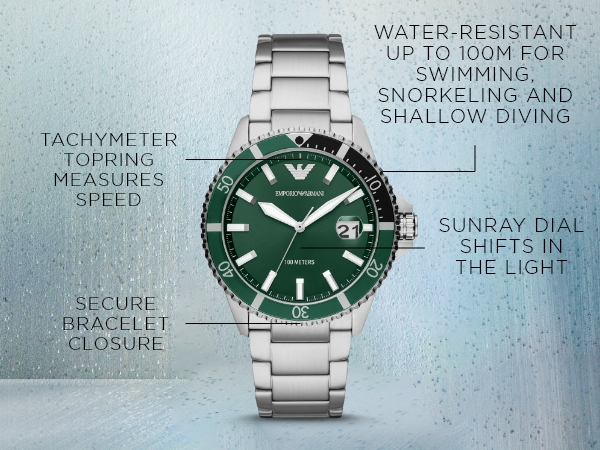 WATER-RESISTANT
UP TO 100M FOR
SWIMMING,
SNORKELING AND
SHALLOW DIVING
TACHYMETER
TOPRING
MEASURES
SPEED
SUNRAY DIAL
SHIFTS IN
THE LIGHT
SECURE
BRACELET
CLOSURE
EMPORIO ARMANI
21
100 METERS
10
20
30
40
50